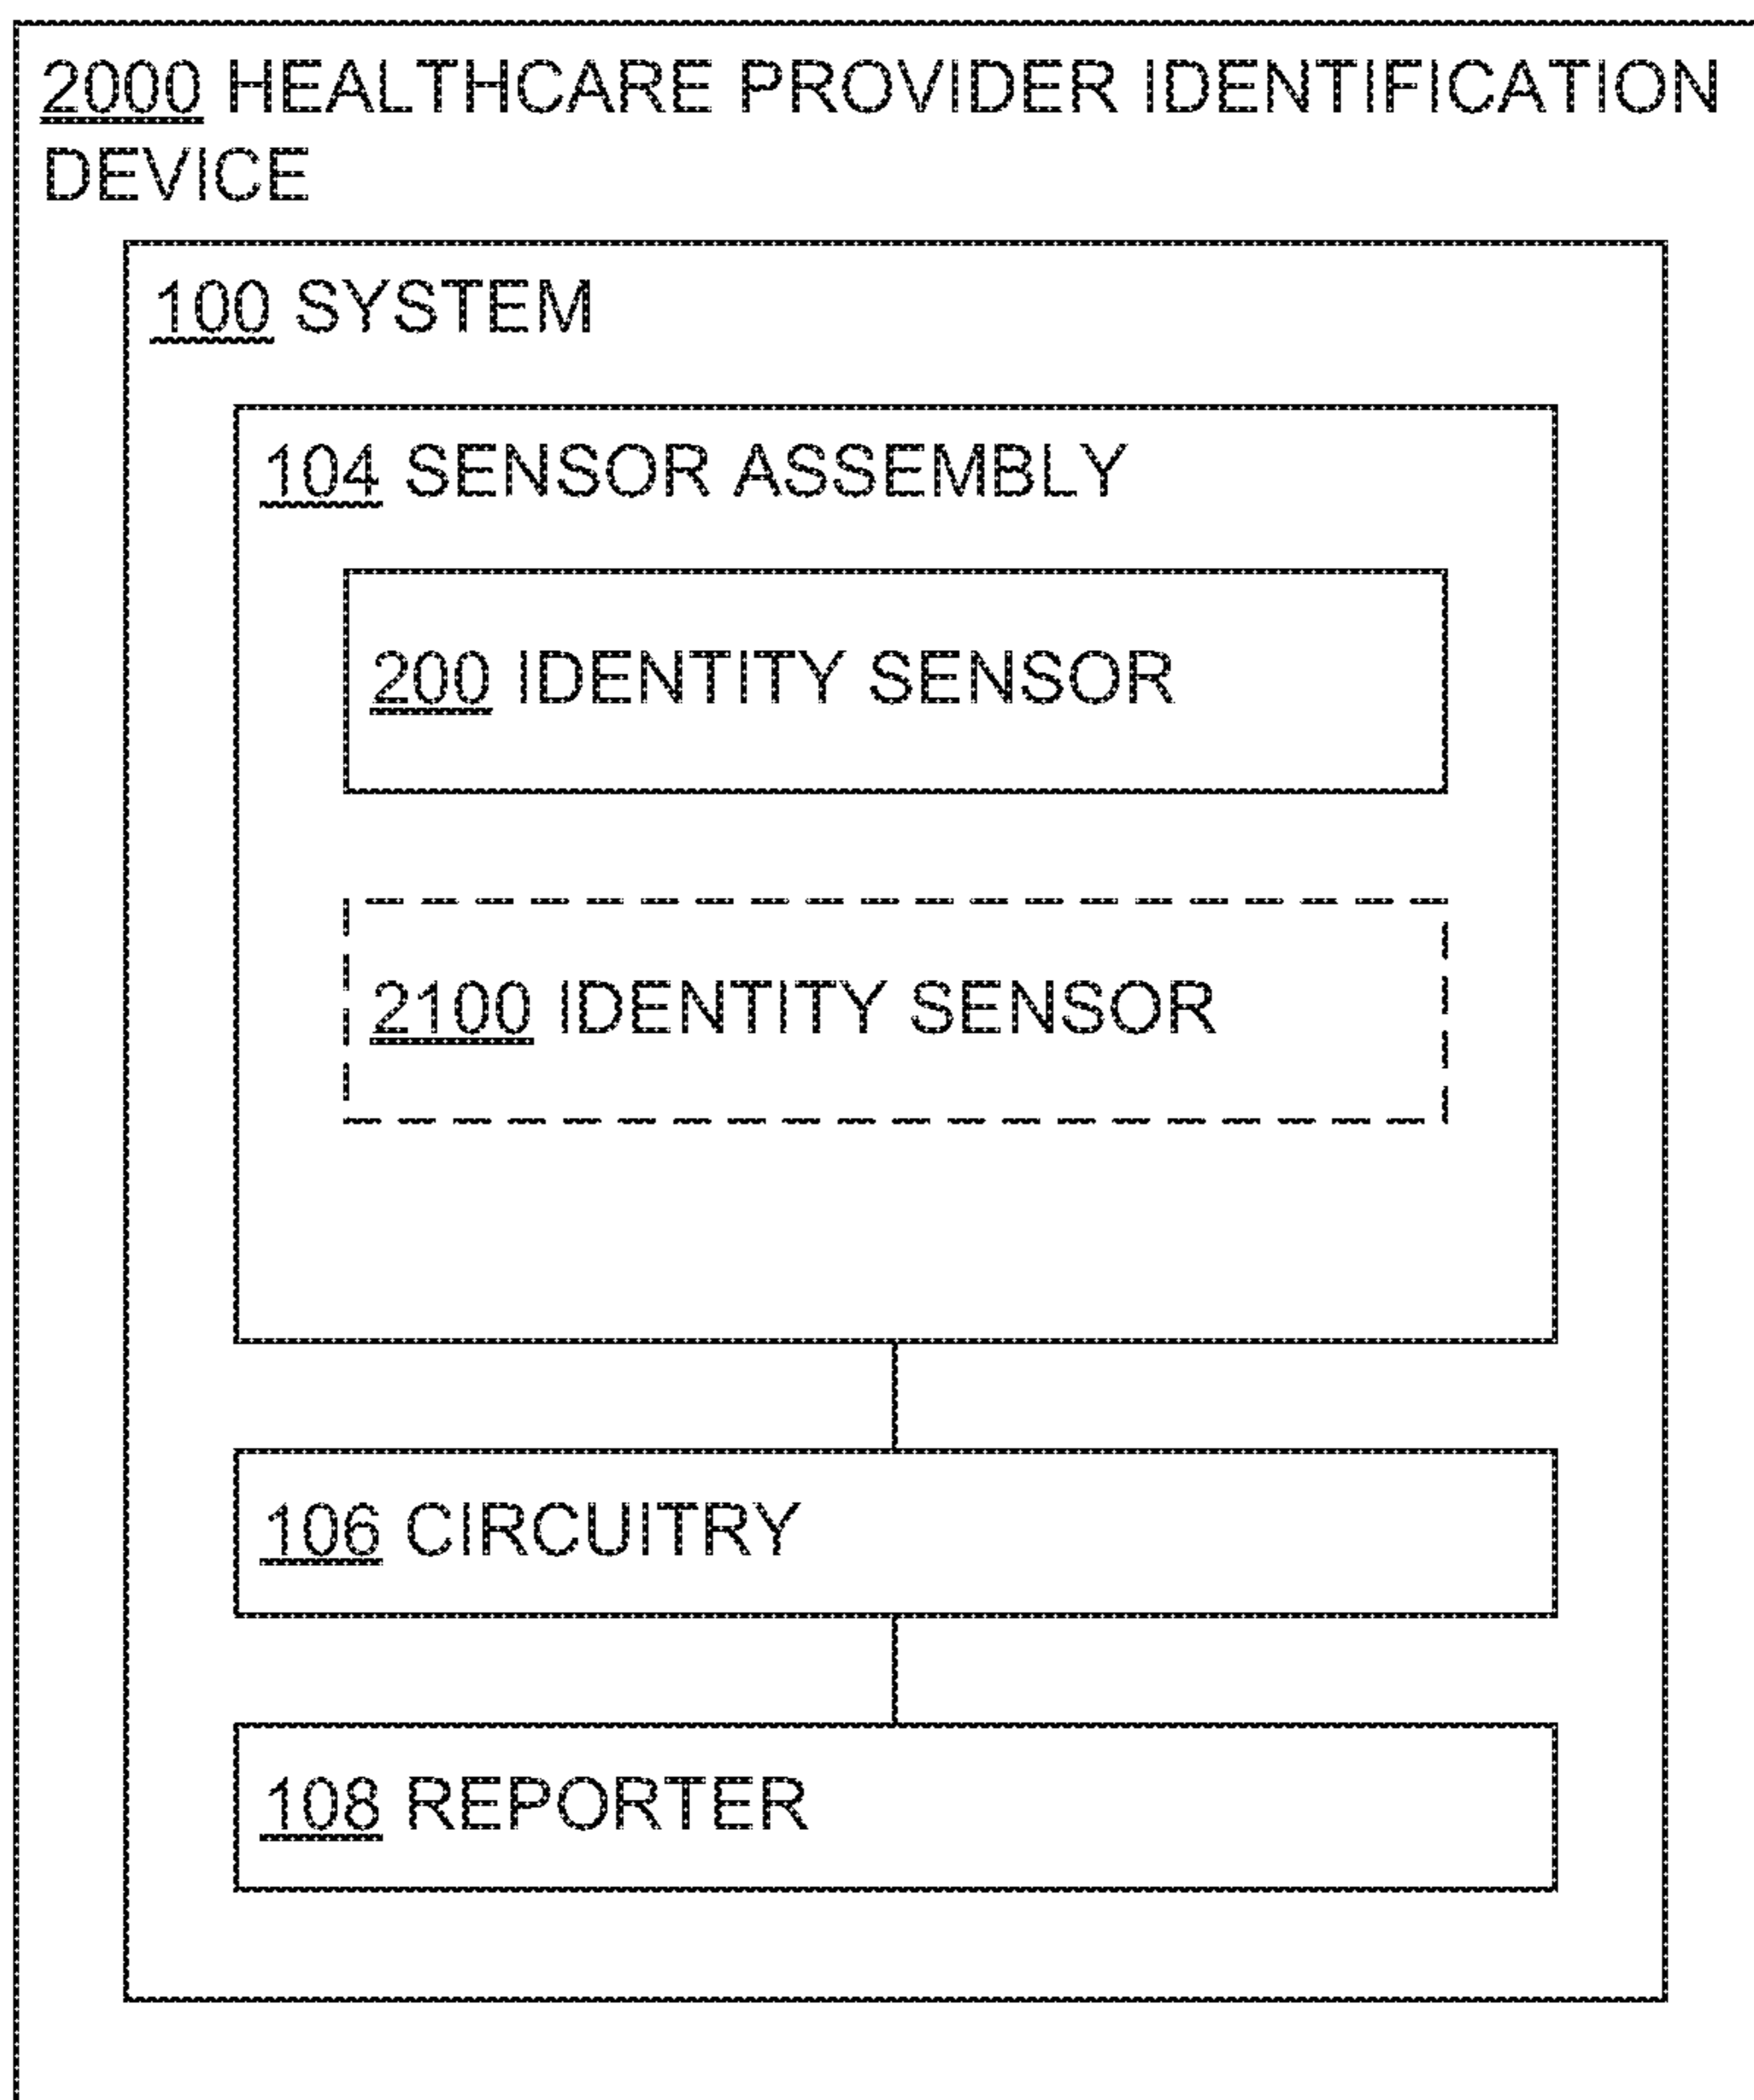 2000 HEALTHCARE PROVIDER IDENTIFICATION
DEVICE
100 SYSTEM
104 SENSOR ASSEMBLY
200 IDENTITY SENSOR
2100 IDENTITY SENSOR
106 CIRCUITRY
108 REPORTER